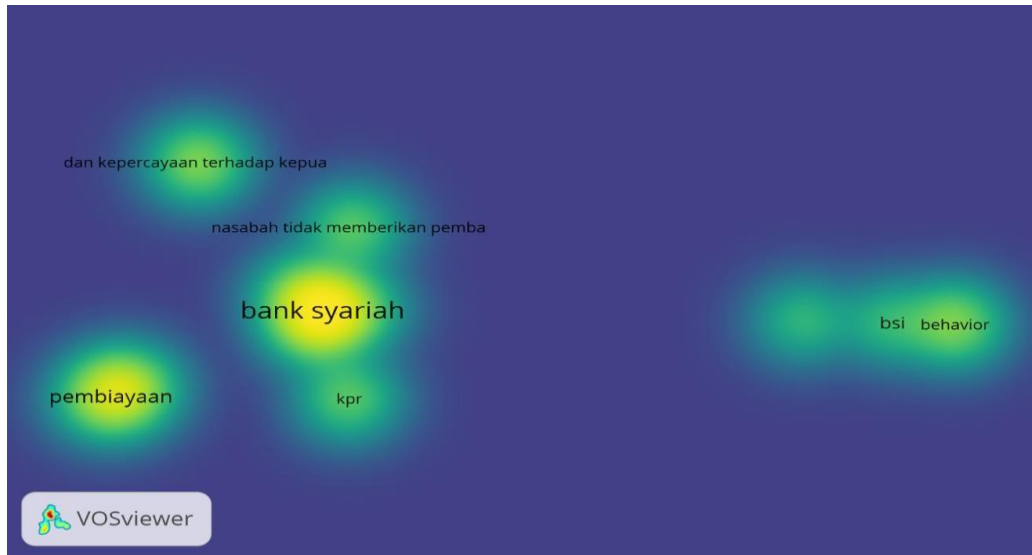 dan kepercayaan terhadap kepua
nasabah tidak memberikan pemba
bank syariah
bsi behavior
pembiayaan
kpr
VOSviewer